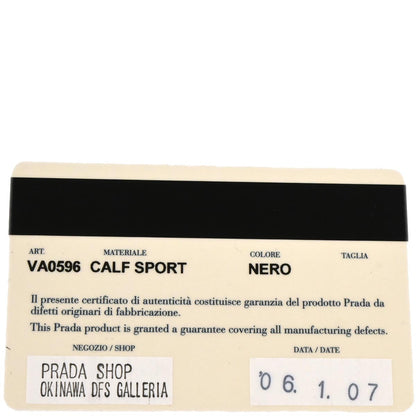 ART. MATERIALE COLORE TAGLIA
VA0596 CALF SPORT NERO
Il presente certificato di autenticità costituisce garanzia del prodotto Prada da
difetti originari di fabbricazione.
This Prada product is granted a guarantee covering all manufacturing defects.
NEGOZIO / SHOP DATA / DATE
PRADA SHOP
OKINAWA DFS GALLERIA
'06. 1. 07